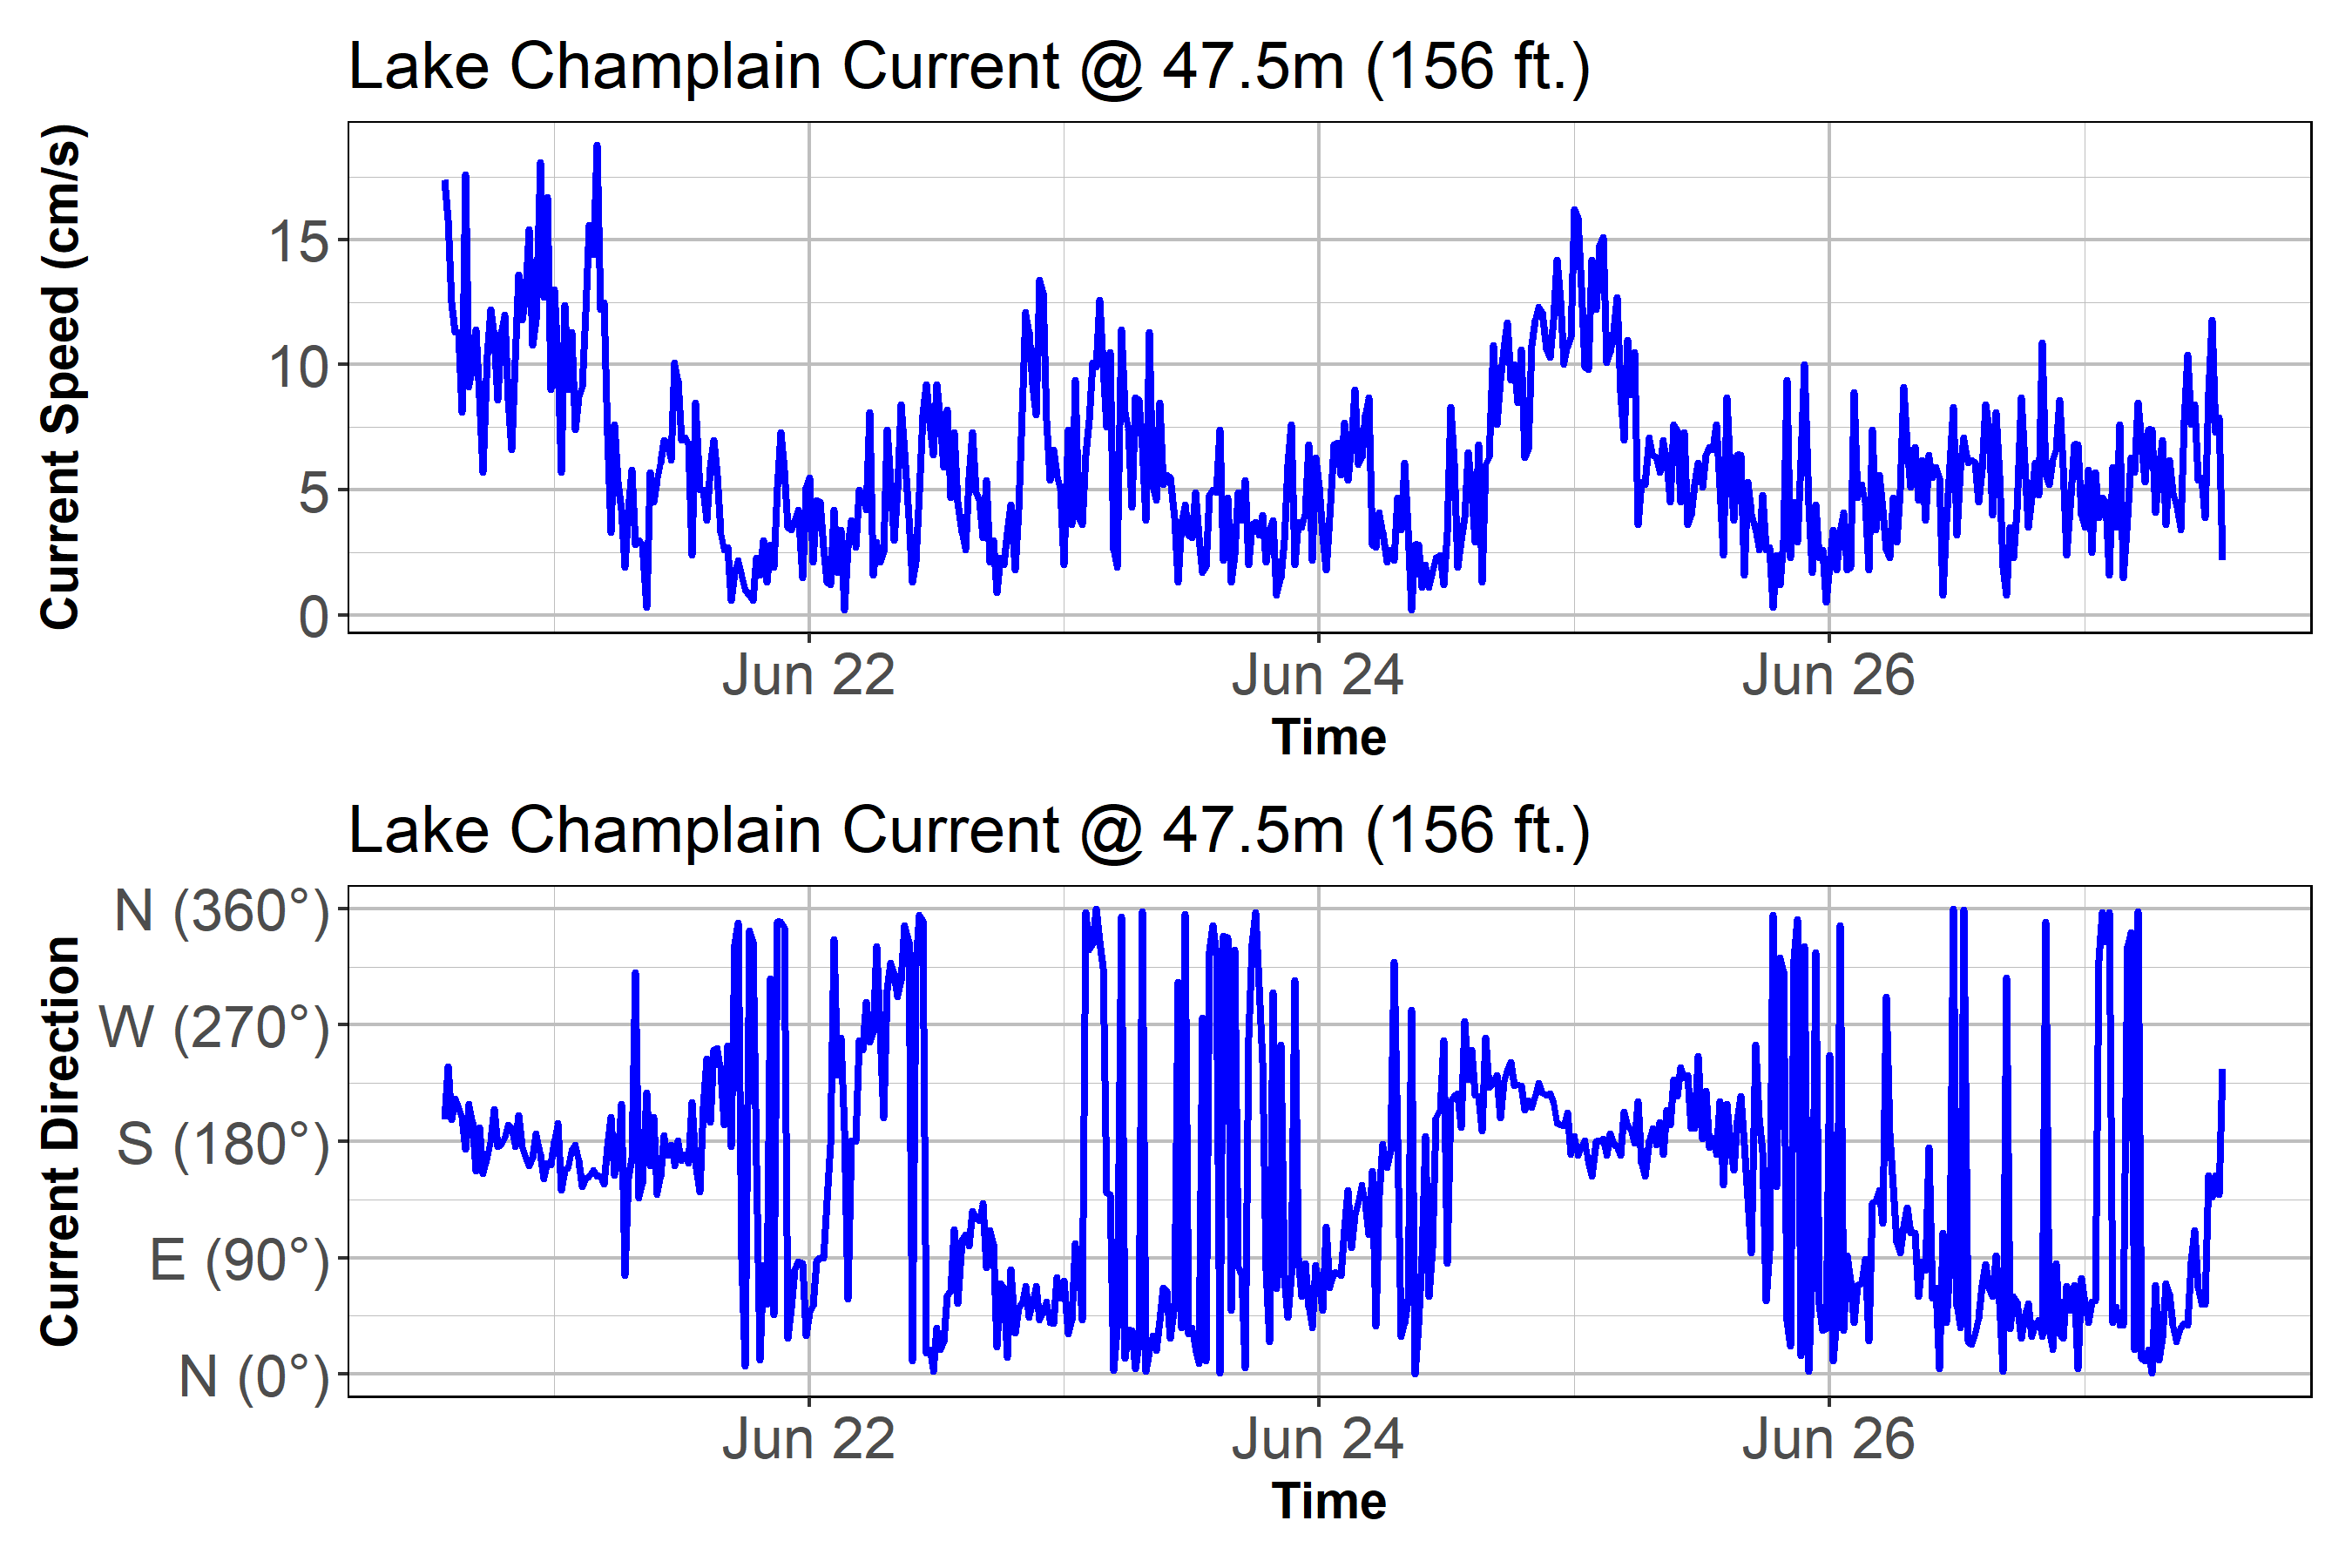 Lake Champlain Current @ 47.5m (156 ft.)
Current Speed (cm/s)
15
10
5
0
Jun 22 Jun 24 Jun 26
Time
Lake Champlain Current @ 47.5m (156 ft.)
Current Direction
N (360°)
W (270°)
S (180°)
E (90°)
N (0°)
Jun 22 Jun 24 Jun 26
Time